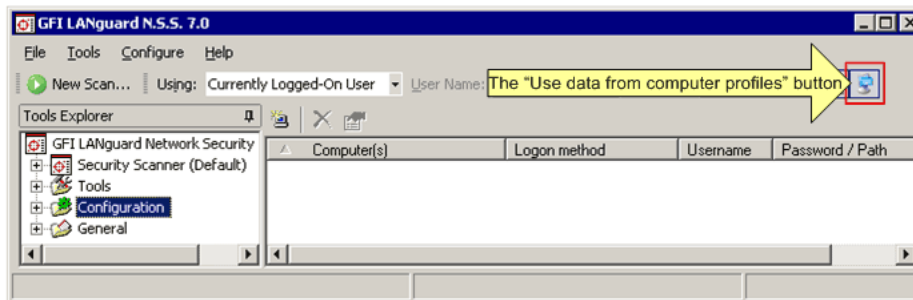 GFI LANguard N.S.S. 7.0
File Tools Configure Help
New Scan... Using: Currently Logged-On User User Name: The “Use data from computer profiles” button
Tools Explorer
GFI LANguard Network Security
Security Scanner (Default)
Tools
Configuration
General
Computer(s) Logon method Username Password / Path